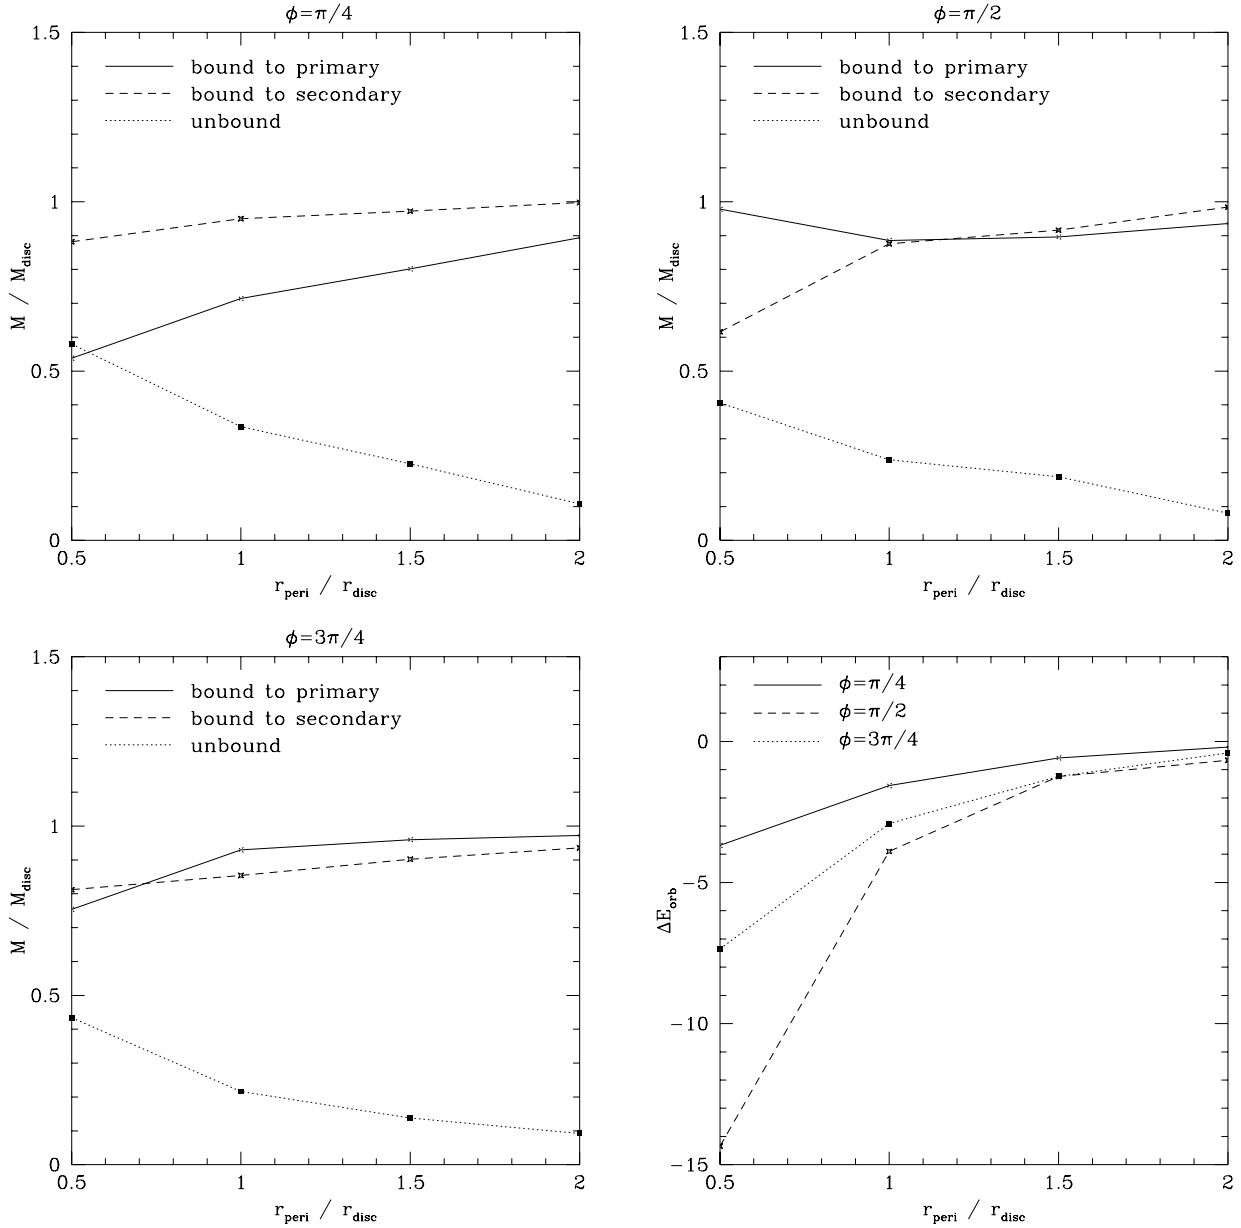 ϕ=π/4
1.5
bound to primary
bound to secondary
unbound
1
0.5
0
M / M_disc
0.5 1 1.5 2
r_peri / r_disc
ϕ=π/2
1.5
bound to primary
bound to secondary
unbound
1
0.5
0
M / M_disc
0.5 1 1.5 2
r_peri / r_disc
ϕ=3π/4
1.5
bound to primary
bound to secondary
unbound
1
0.5
0
M / M_disc
0.5 1 1.5 2
r_peri / r_disc
ϕ=π/4
ϕ=π/2
ϕ=3π/4
0
−5
−10
−15
ΔE_orb
0.5 1 1.5 2
r_peri / r_disc